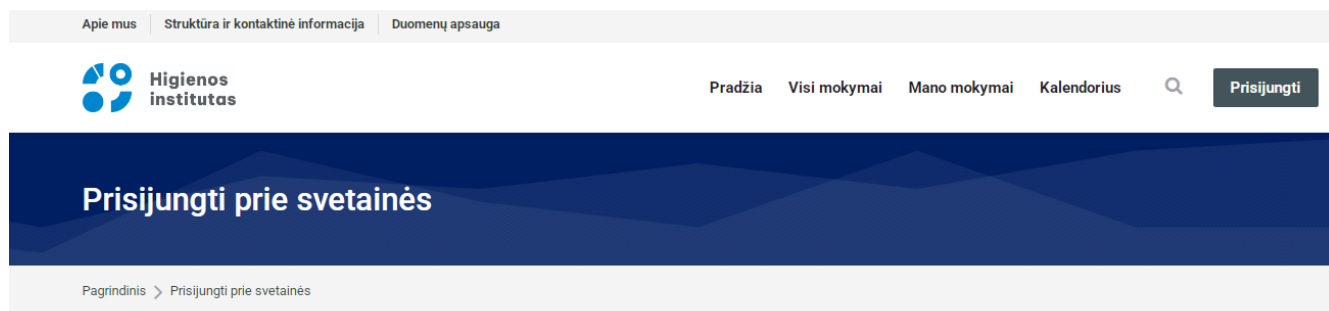 Apie mus Struktūra ir kontaktinė informacija Duomenų apsauga
Higienos
institutas
Pradžia Visi mokymai Mano mokymai Kalendorius Prisijungti
Prisijungti prie svetainės
Pagrindinis > Prisijungti prie svetainės